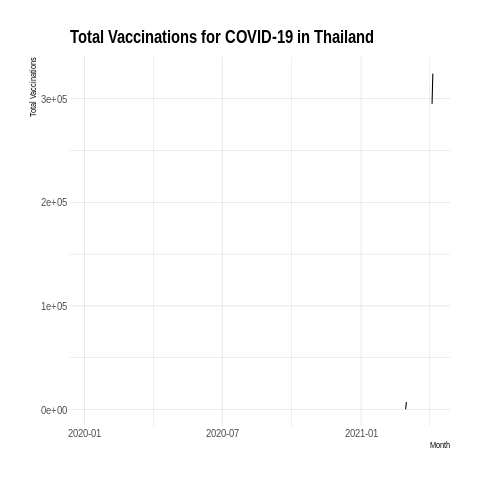 Total Vaccinations for COVID-19 in Thailand
Total Vaccinations
3e+05
2e+05
1e+05
0e+00
2020-01
2020-07
2021-01
Month